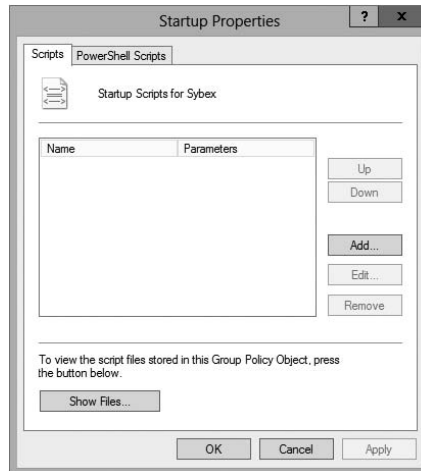 Startup Properties
? x
Scripts PowerShell Scripts
Startup Scripts for Sybex
Name Parameters
Up
Down
Add...
Edit...
Remove
To view the script files stored in this Group Policy Object, press
the button below.
Show Files...
OK Cancel Apply